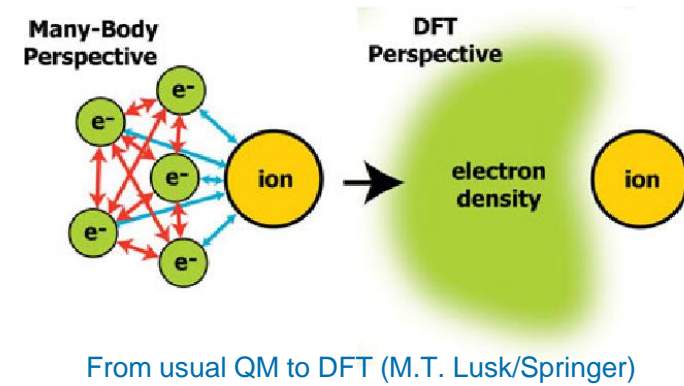 Many-Body
Perspective
e-
e-
e-
e-
e-
ion
DFT
Perspective
electron
density
ion
From usual QM to DFT (M.T. Lusk/Springer)